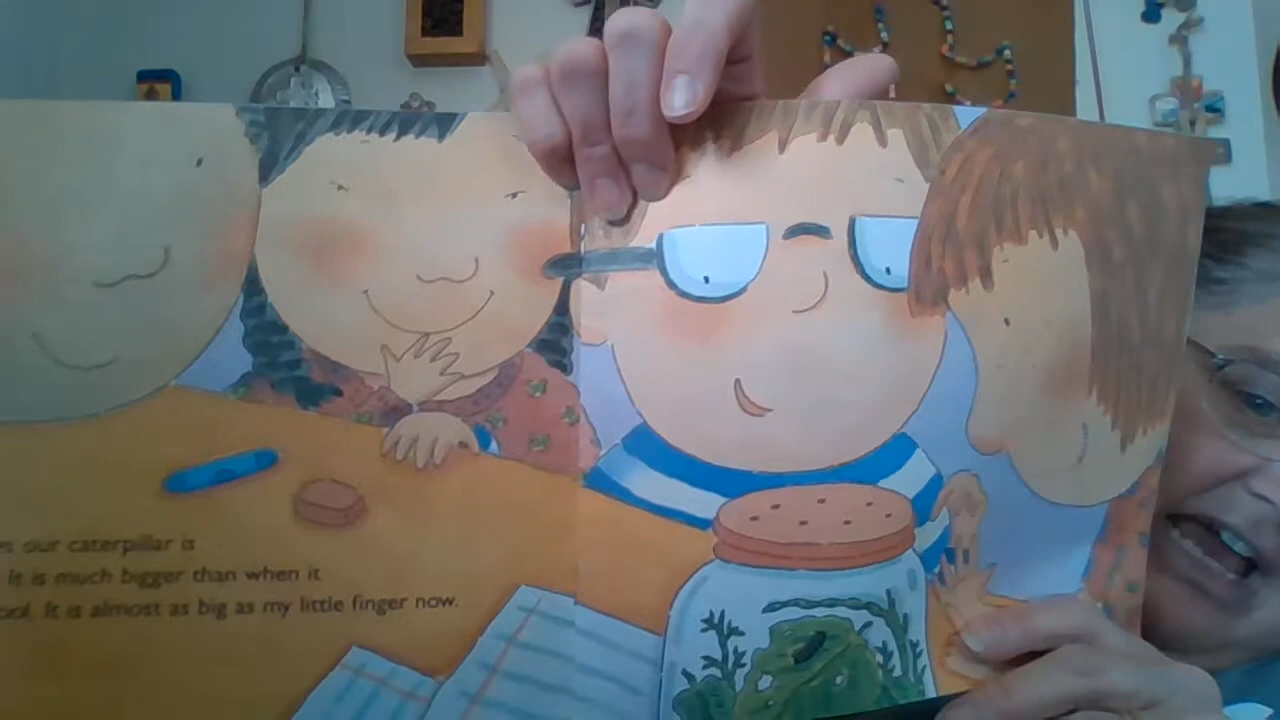 our caterpillar is
It is much bigger than when it
It is almost as big as my little finger now.